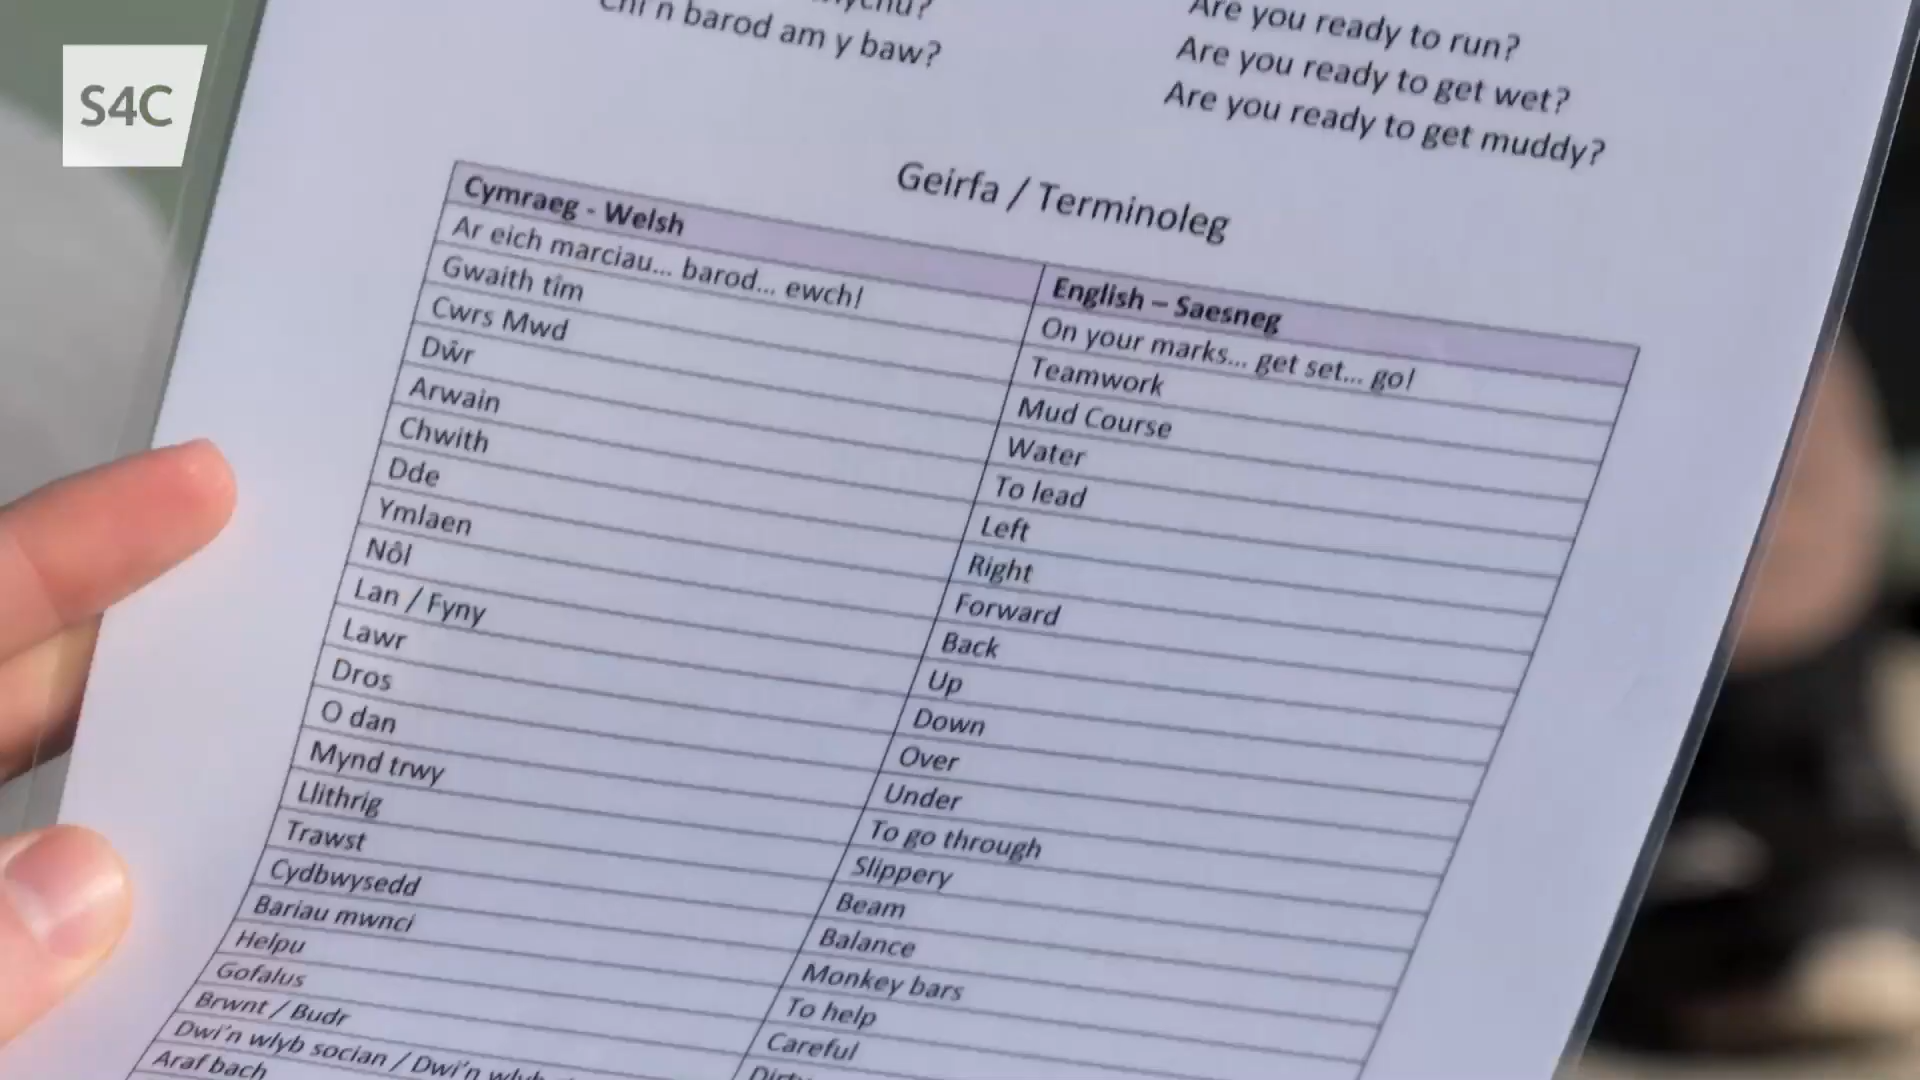 S4C
Chi'n barod am y baw?
Are you ready to run?
Are you ready to get wet?
Are you ready to get muddy?
Geirfa / Terminoleg
Cymraeg - Welsh English – Saesneg
Ar eich marciau... barod... ewch! On your marks... get set... go!
Gwaith tîm Teamwork
Cwrs Mwd Mud Course
Dŵr Water
Arwain To lead
Chwith Left
Dde Right
Ymlaen Forward
Nôl Back
Lan / Fyny Up
Lawr Down
Dros Over
O dan Under
Mynd trwy To go through
Llithrig Slippery
Trawst Beam
Cydbwysedd Balance
Bariau mwnci Monkey bars
Helpu To help
Gofalus Careful
Brwnt / Budr
Dwi'n wlyb socian / Dwi'n
Araf bach